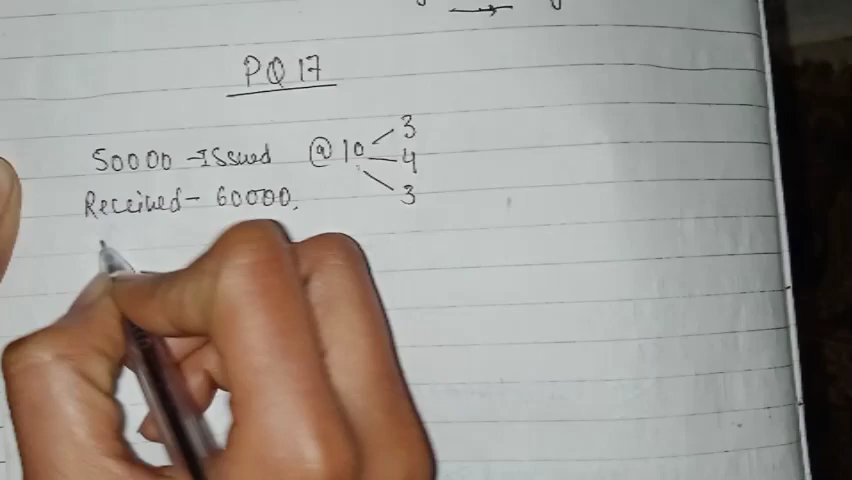 PQ 17
50000 -Issued @ 10 3
4
Received- 60000.
3